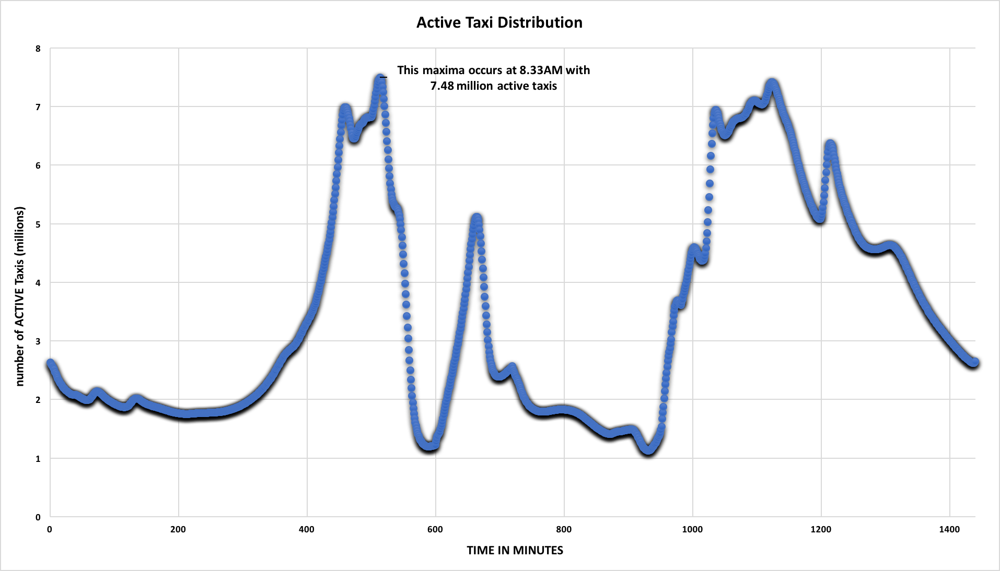 Active Taxi Distribution
This maxima occurs at 8.33AM with
7.48 million active taxis
number of ACTIVE Taxis (millions)
8
7
6
5
4
3
2
1
0
0 200 400 600 800 1000 1200 1400
TIME IN MINUTES